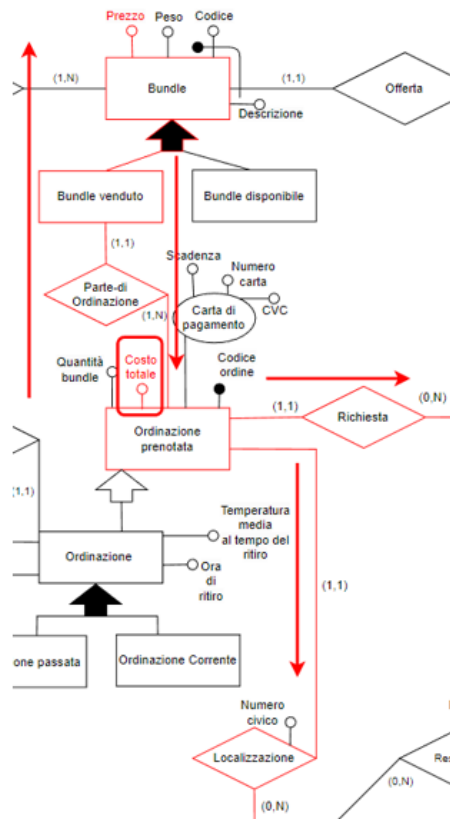 Prezzo
Peso
Codice
(1,N)
Bundle
(1,1)
Offerta
Descrizione
Bundle venduto
Bundle disponibile
(1,1)
Scadenza
Numero
carta
Parte-di
Ordinazione
(1,N)
Carta di
pagamento
CVC
Quantità
bundle
Costo
totale
Codice
ordine
(1,1)
Richiesta
(0,N)
Ordinazione
prenotata
(1,1)
Temperatura
media
al tempo del
ritiro
Ordinazione
Ora
di
ritiro
(1,1)
one passata
Ordinazione Corrente
Numero
civico
Localizzazione
Res
(0,N)
(0,N)